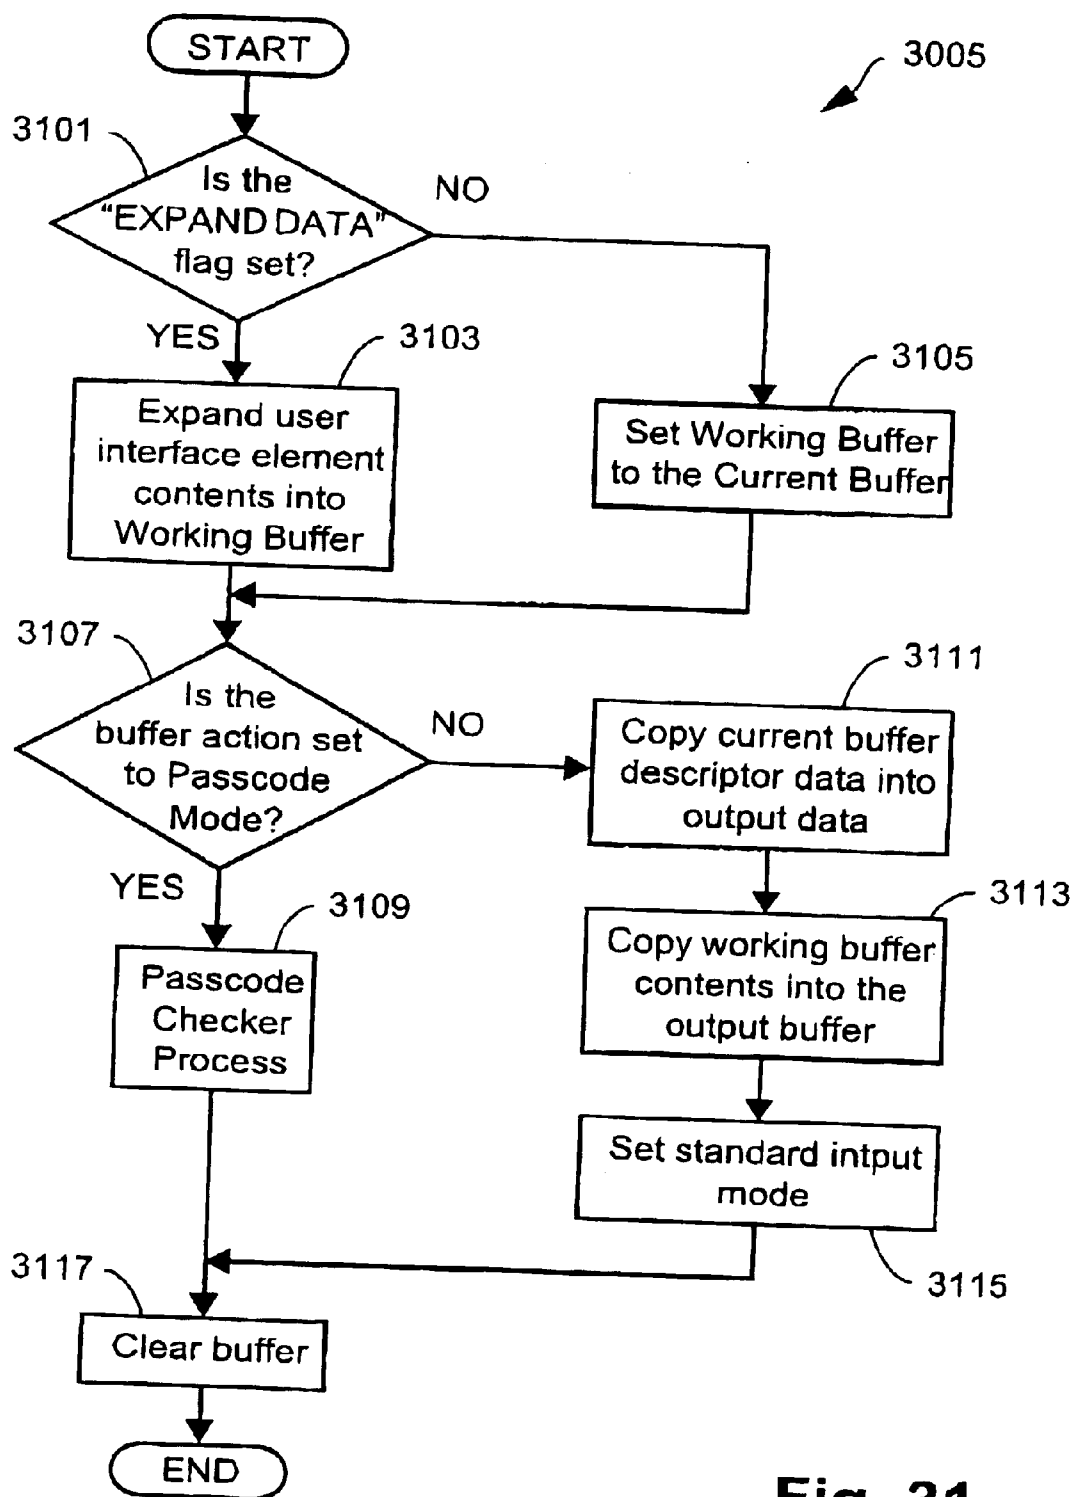 START
3005
3101
Is the
"EXPAND DATA"
flag set?
NO
YES
3103
Expand user
interface element
contents into
Working Buffer
3105
Set Working Buffer
to the Current Buffer
3107
Is the
buffer action set
to Passcode
Mode?
NO
YES
3111
Copy current buffer
descriptor data into
output data
3109
Passcode
Checker
Process
3113
Copy working buffer
contents into the
output buffer
Set standard intput
mode
3115
3117
Clear buffer
END
Fig. 31